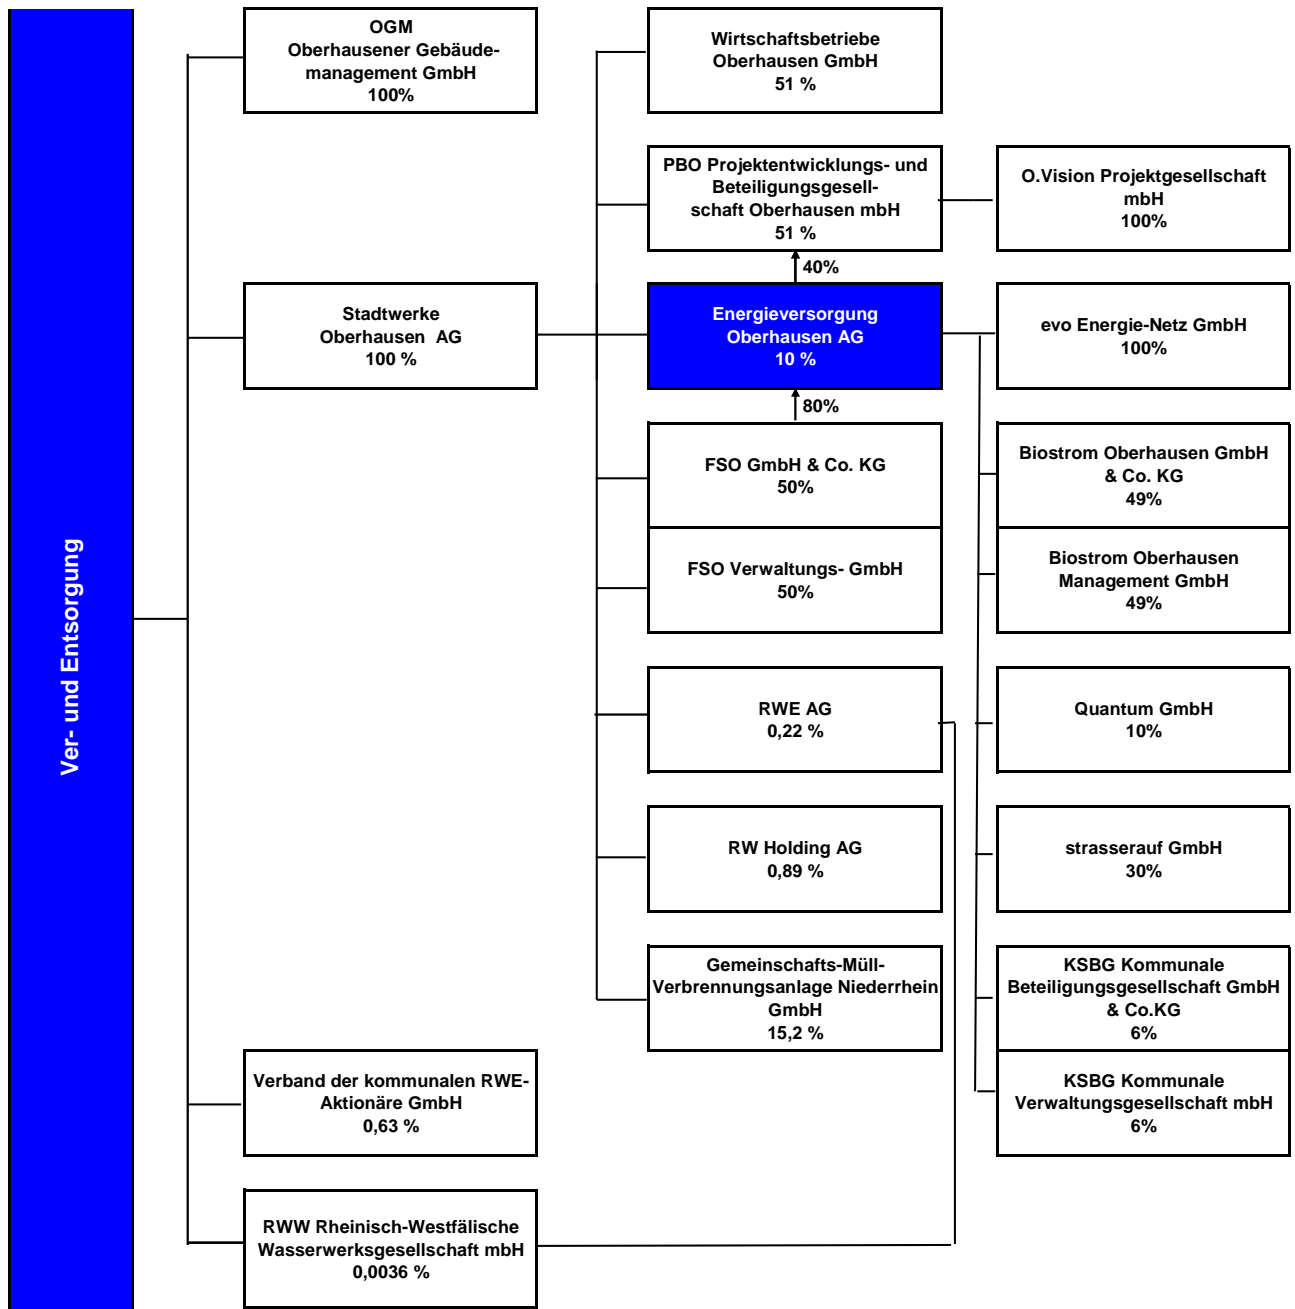 Ver- und Entsorgung
OGM
Oberhausener Gebäude-
management GmbH
100%
Stadtwerke
Oberhausen AG
100 %
Verband der kommunalen RWE-
Aktionäre GmbH
0,63 %
RWW Rheinisch-Westfälische
Wasserwerksgesellschaft mbH
0,0036 %
Wirtschaftsbetriebe
Oberhausen GmbH
51 %
PBO Projektentwicklungs- und
Beteiligungsgesell-
schaft Oberhausen mbH
51 %
40%
Energieversorgung
Oberhausen AG
10 %
80%
FSO GmbH & Co. KG
50%
FSO Verwaltungs- GmbH
50%
RWE AG
0,22 %
RW Holding AG
0,89 %
Gemeinschafts-Müll-
Verbrennungsanlage Niederrhein
GmbH
15,2 %
O.Vision Projektgesellschaft
mbH
100%
evo Energie-Netz GmbH
100%
Biostrom Oberhausen GmbH
& Co. KG
49%
Biostrom Oberhausen
Management GmbH
49%
Quantum GmbH
10%
strasserauf GmbH
30%
KSBG Kommunale
Beteiligungsgesellschaft GmbH
& Co.KG
6%
KSBG Kommunale
Verwaltungsgesellschaft mbH
6%